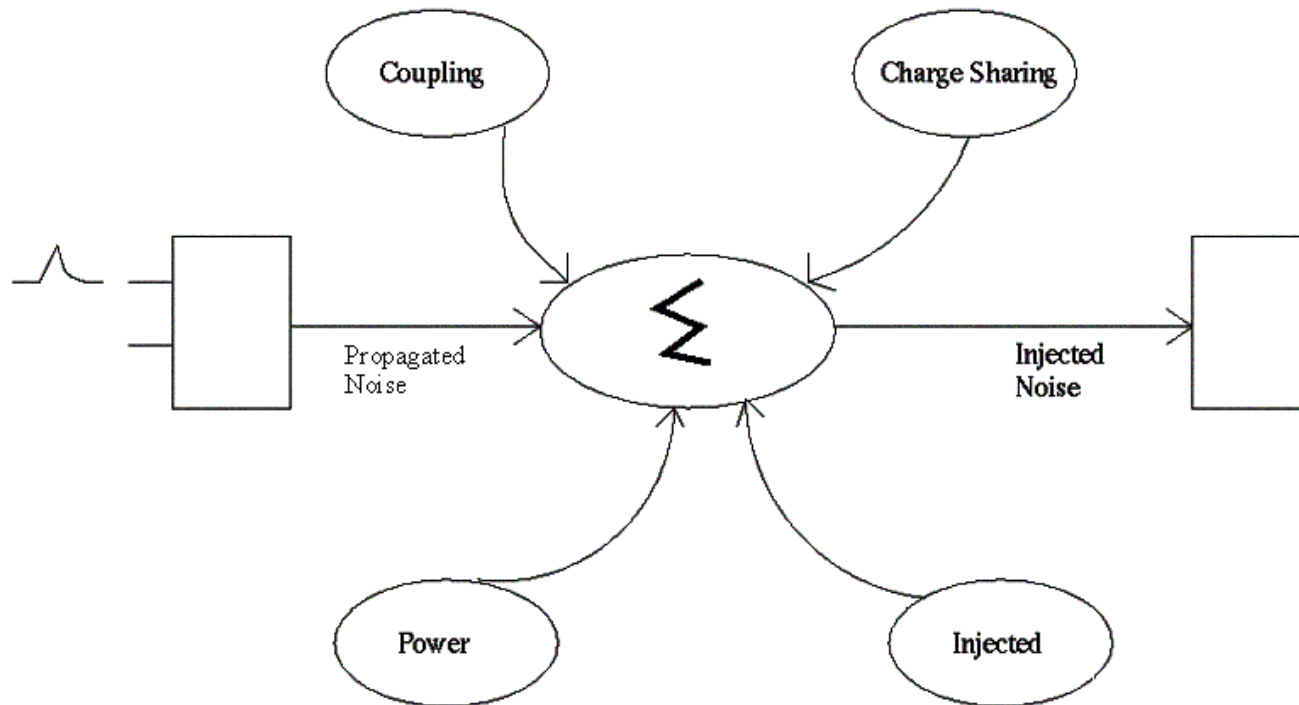 Coupling
Charge Sharing
Propagated
Noise
Injected
Noise
Power
Injected